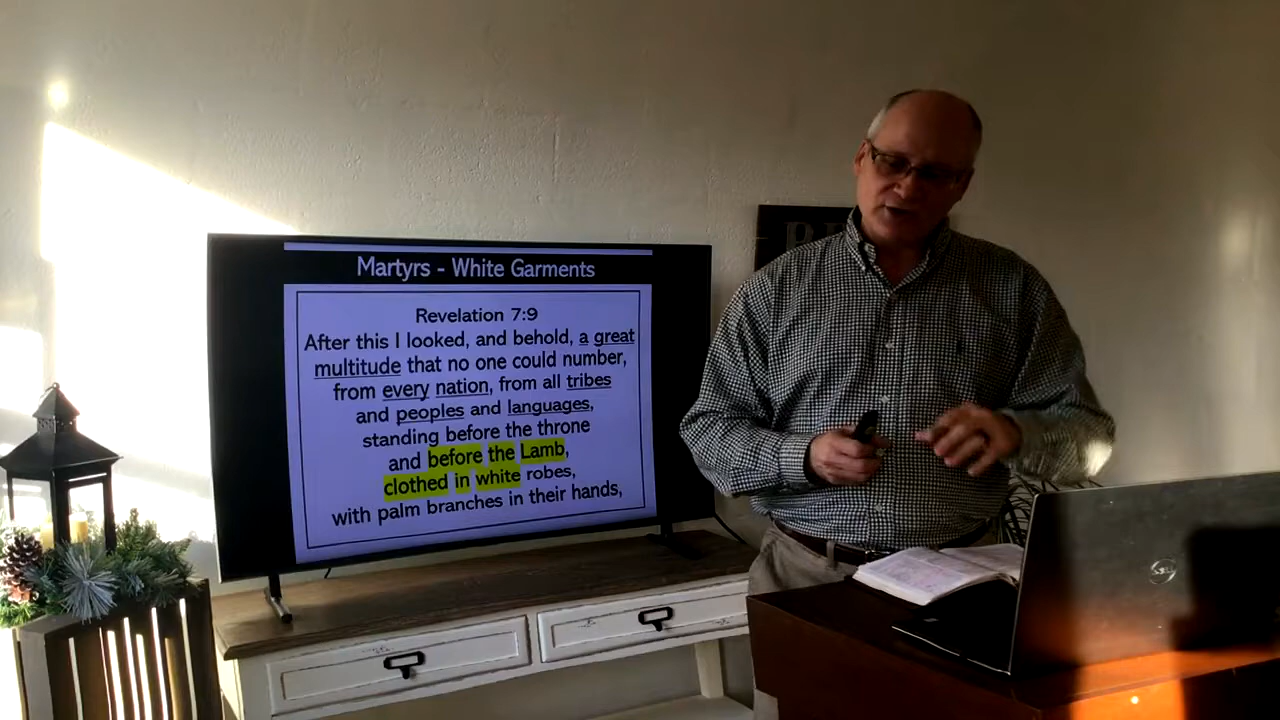 Martyrs - White Garments
Revelation 7:9
After this I looked, and behold, a great
multitude that no one could number,
from every nation, from all tribes
and peoples and languages,
standing before the throne
and before the Lamb,
clothed in white robes,
with palm branches in their hands,
DELL